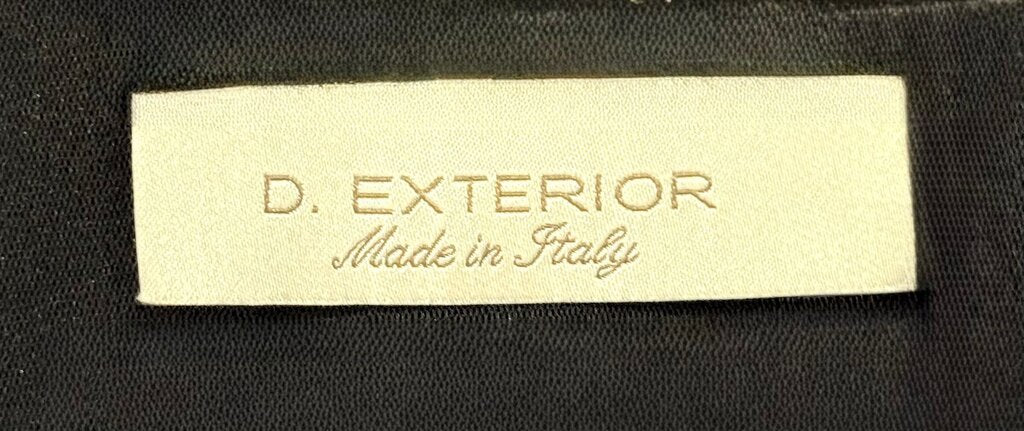 D. EXTERIOR
Made in Italy